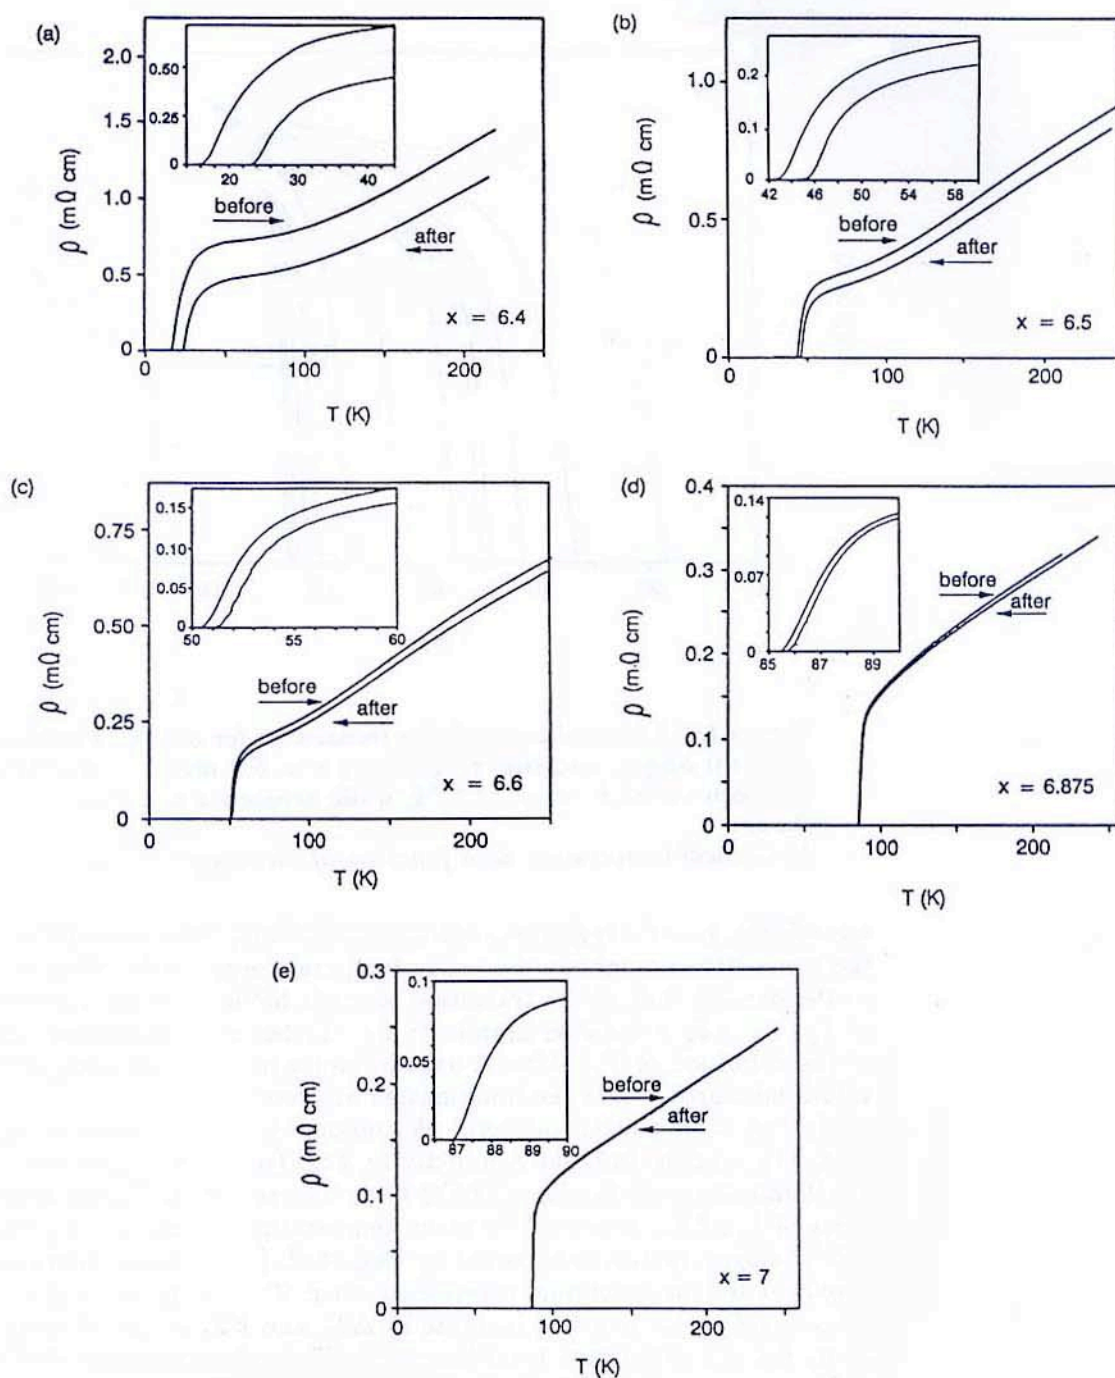 (a)
2.0
1.5
1.0
0.5
0
0.50
0.25
0
20
30
40
before
after
x = 6.4
ρ (mΩ cm)
0
100
200
T (K)
(b)
1.0
0.5
0
0.2
0.1
0
42
46
50
54
58
before
after
x = 6.5
ρ (mΩ cm)
0
100
200
T (K)
(c)
0.75
0.50
0.25
0
0.15
0.10
0.05
0
50
55
60
before
after
x = 6.6
ρ (mΩ cm)
0
100
200
T (K)
(d)
0.4
0.3
0.2
0.1
0
0.14
0.07
0
85
87
89
before
after
x = 6.875
ρ (m.Ω cm)
0
100
200
T (K)
(e)
0.3
0.2
0.1
0
0.1
0.05
0
87
88
89
90
before
after
x = 7
ρ (mΩ cm)
0
100
200
T (K)